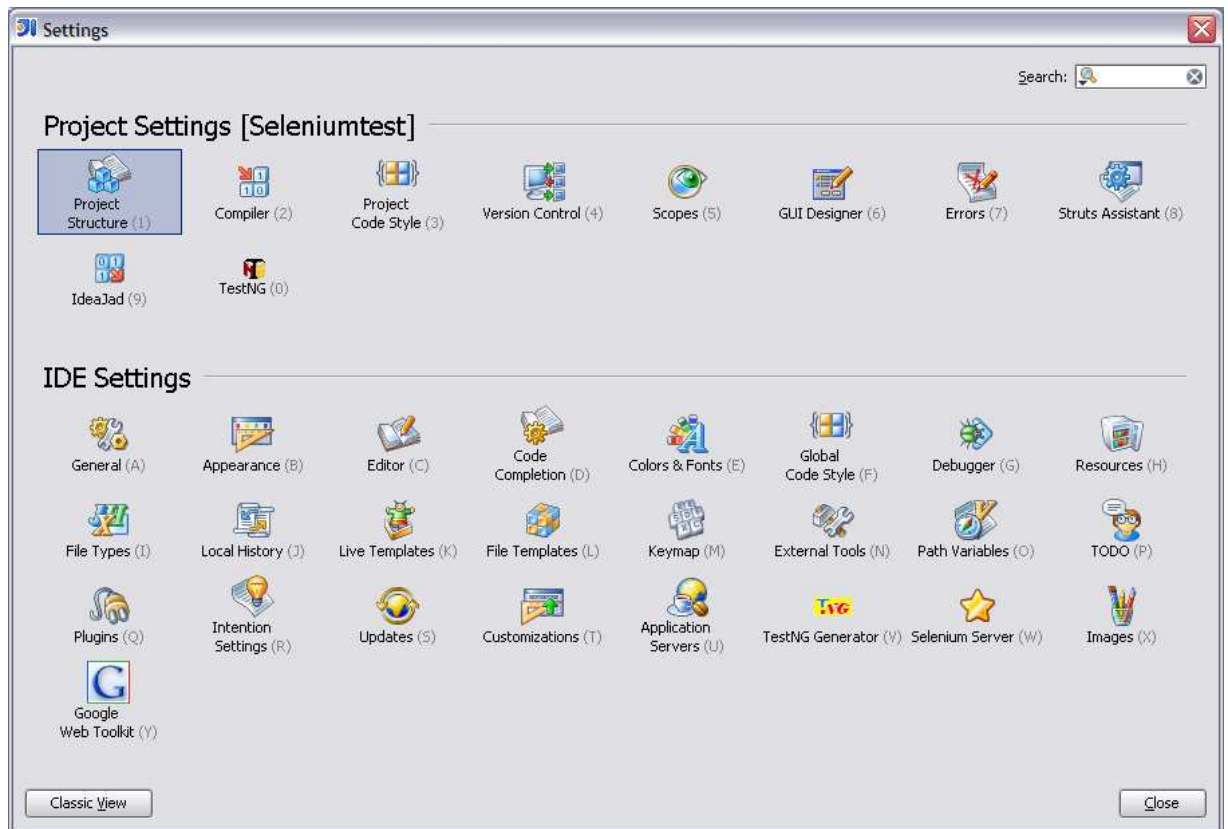 Settings
Search:
Project Settings [Seleniumtest]
Project
Structure (1)
Compiler (2)
Project
Code Style (3)
Version Control (4)
Scopes (5)
GUI Designer (6)
Errors (7)
Struts Assistant (8)
IdeaJad (9)
TestNG (0)
IDE Settings
General (A)
Appearance (B)
Editor (C)
Code
Completion (D)
Colors & Fonts (E)
Global
Code Style (F)
Debugger (G)
Resources (H)
File Types (I)
Local History (J)
Live Templates (K)
File Templates (L)
Keymap (M)
External Tools (N)
Path Variables (O)
TODO (P)
Plugins (Q)
Intention
Settings (R)
Updates (S)
Customizations (T)
Application
Servers (U)
TestNG Generator (V)
Selenium Server (W)
Images (X)
Google
Web Toolkit (Y)
Classic View
Close